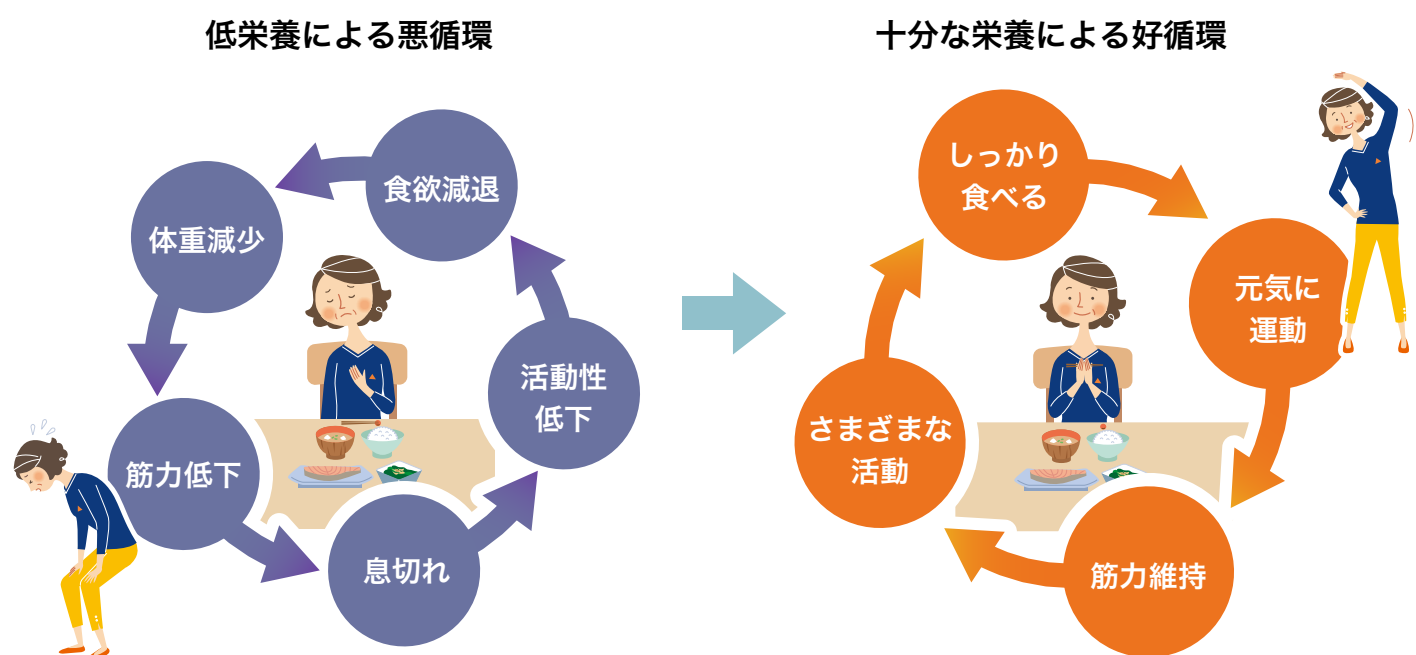 低栄養による悪循環
食欲減退
体重減少
筋力低下
息切れ
活動性
低下
十分な栄養による好循環
しっかり
食べる
元気に
運動
筋力維持
さまざまな
活動